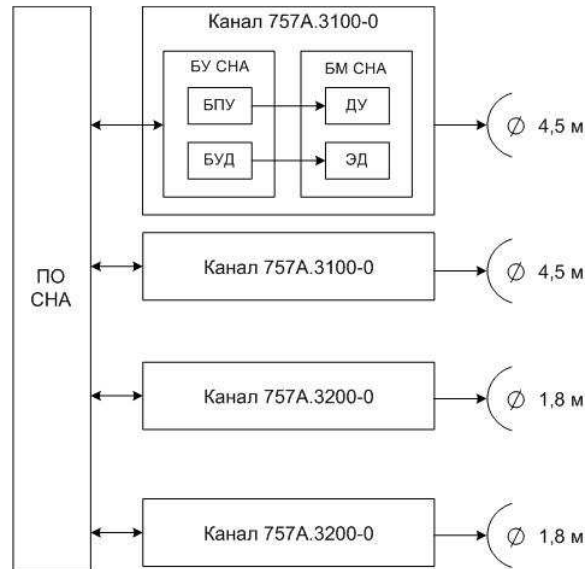 Канал 757А.3100-0
БУ СНА
БМ СНА
БПУ
ДУ
БУД
ЭД
∅ 4,5 м
Канал 757А.3100-0
∅ 4,5 м
ПО
СНА
Канал 757А.3200-0
∅ 1,8 м
Канал 757А.3200-0
∅ 1,8 м